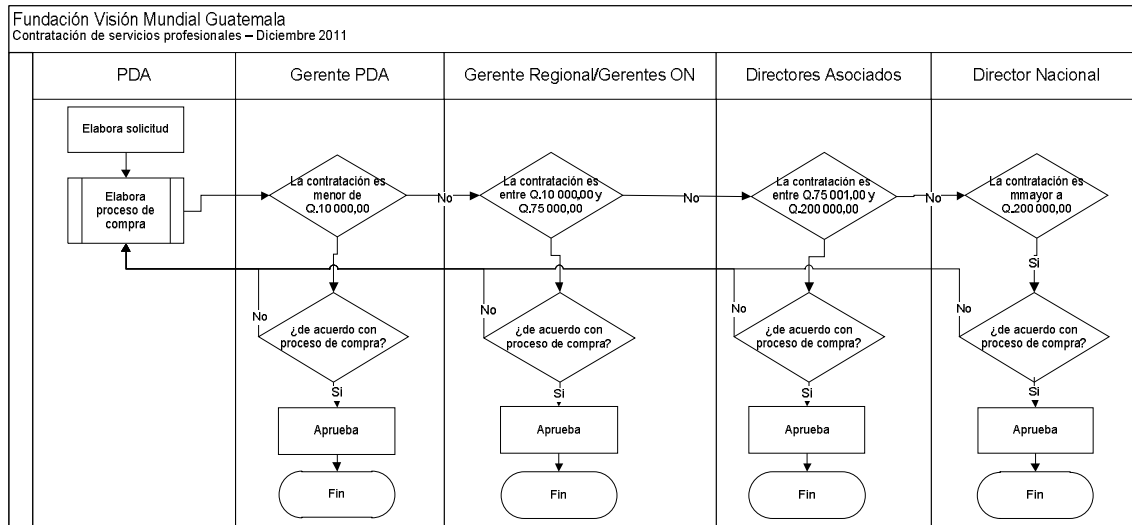 Fundación Visión Mundial Guatemala
Contratación de servicios profesionales – Diciembre 2011
PDA
Gerente PDA
Gerente Regional/Gerentes ON
Directores Asociados
Director Nacional
Elabora solicitud
Elabora
proceso de
compra
La contratación es
menor de
Q.10 000,00
No
La contratación es
entre Q.10 000,00 y
Q.75 000,00
No
La contratación es
entre Q.75 001,00 y
Q.200 000,00
No
La contratación es
mmayor a
Q.200 000,00
Si
No
¿de acuerdo con
proceso de compra?
No
¿de acuerdo con
proceso de compra?
No
¿de acuerdo con
proceso de compra?
No
¿de acuerdo con
proceso de compra?
Si
Si
Si
Si
Aprueba
Aprueba
Aprueba
Aprueba
Fin
Fin
Fin
Fin